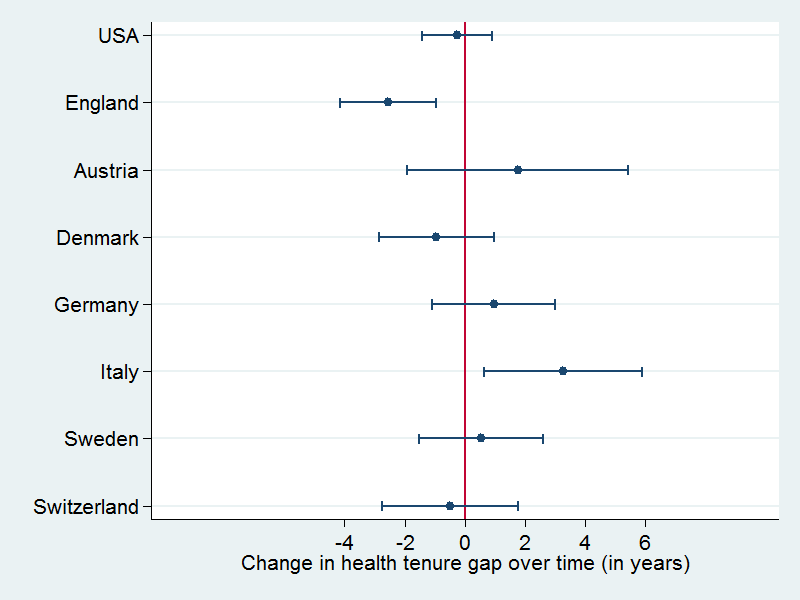 USA
England
Austria
Denmark
Germany
Italy
Sweden
Switzerland
-4 -2 0 2 4 6
Change in health tenure gap over time (in years)